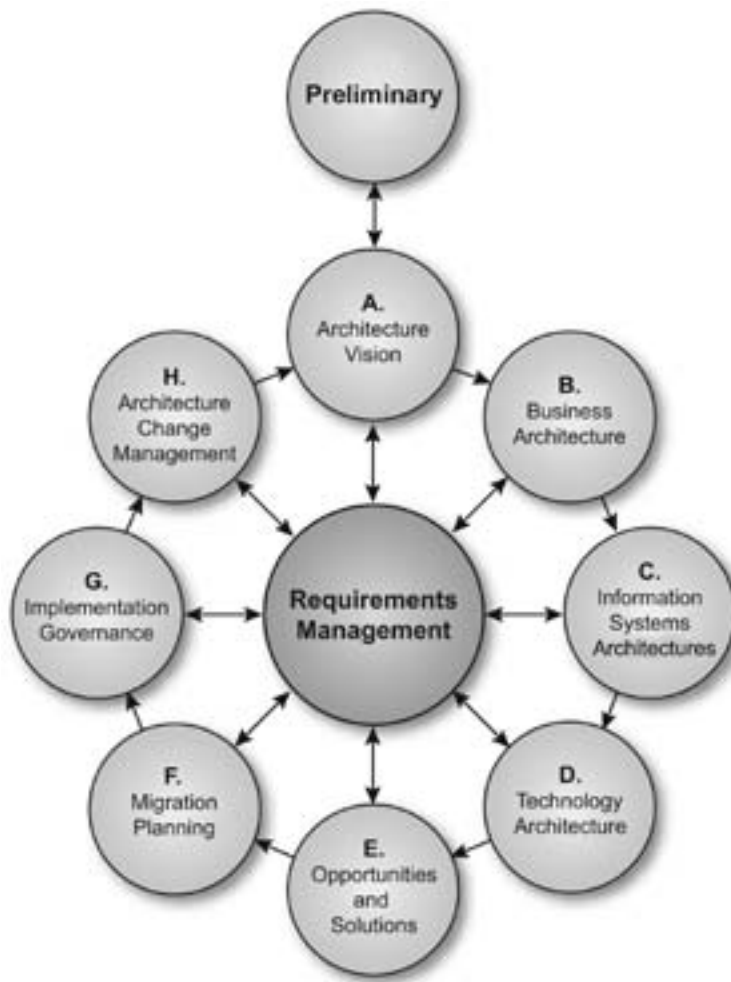 Preliminary
A.
Architecture
Vision
H.
Architecture
Change
Management
B.
Business
Architecture
G.
Implementation
Governance
Requirements
Management
C.
Information
Systems
Architectures
F.
Migration
Planning
D.
Technology
Architecture
E.
Opportunities
and
Solutions